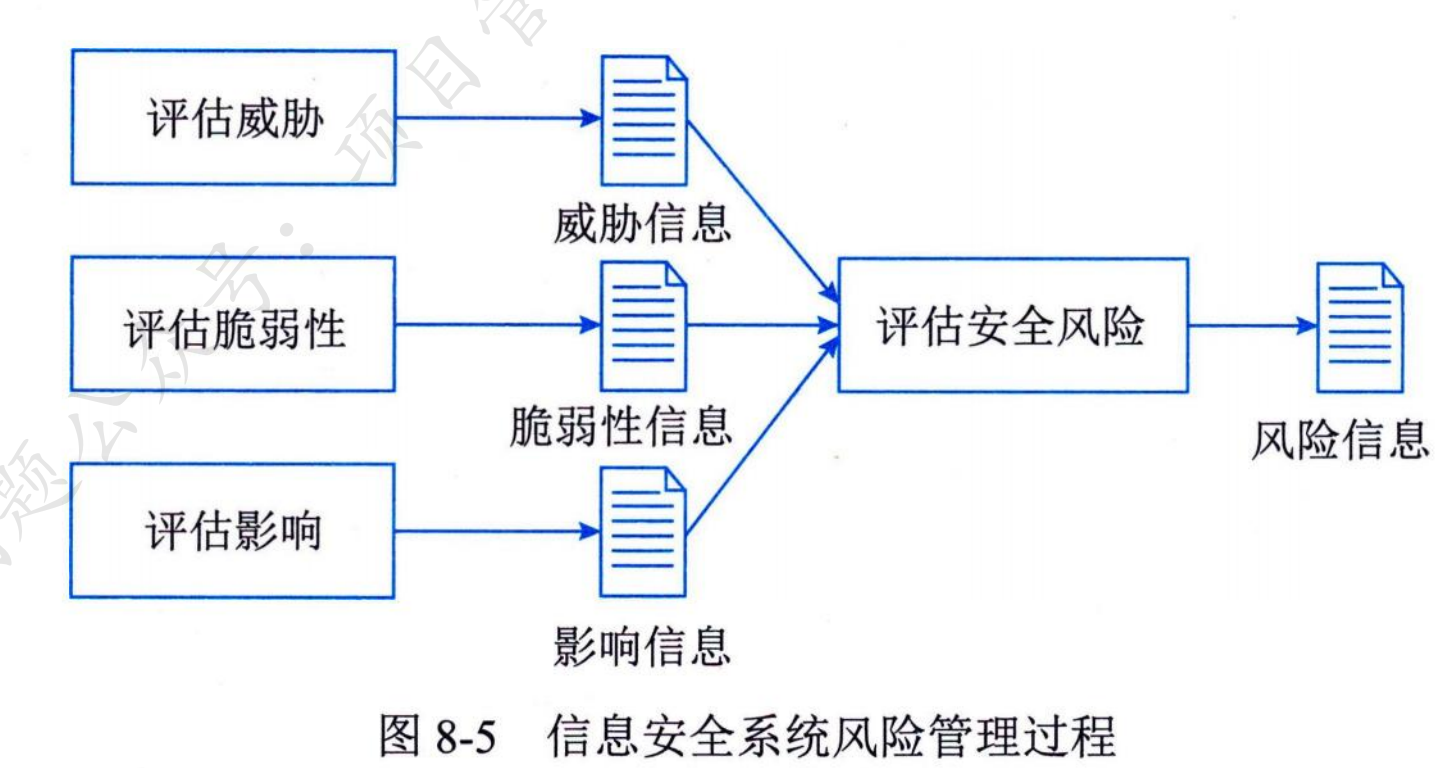 评估威胁
威胁信息
评估脆弱性
脆弱性信息
评估安全风险
风险信息
评估影响
影响信息
图 8-5 信息安全系统风险管理过程
题公众号：项目管